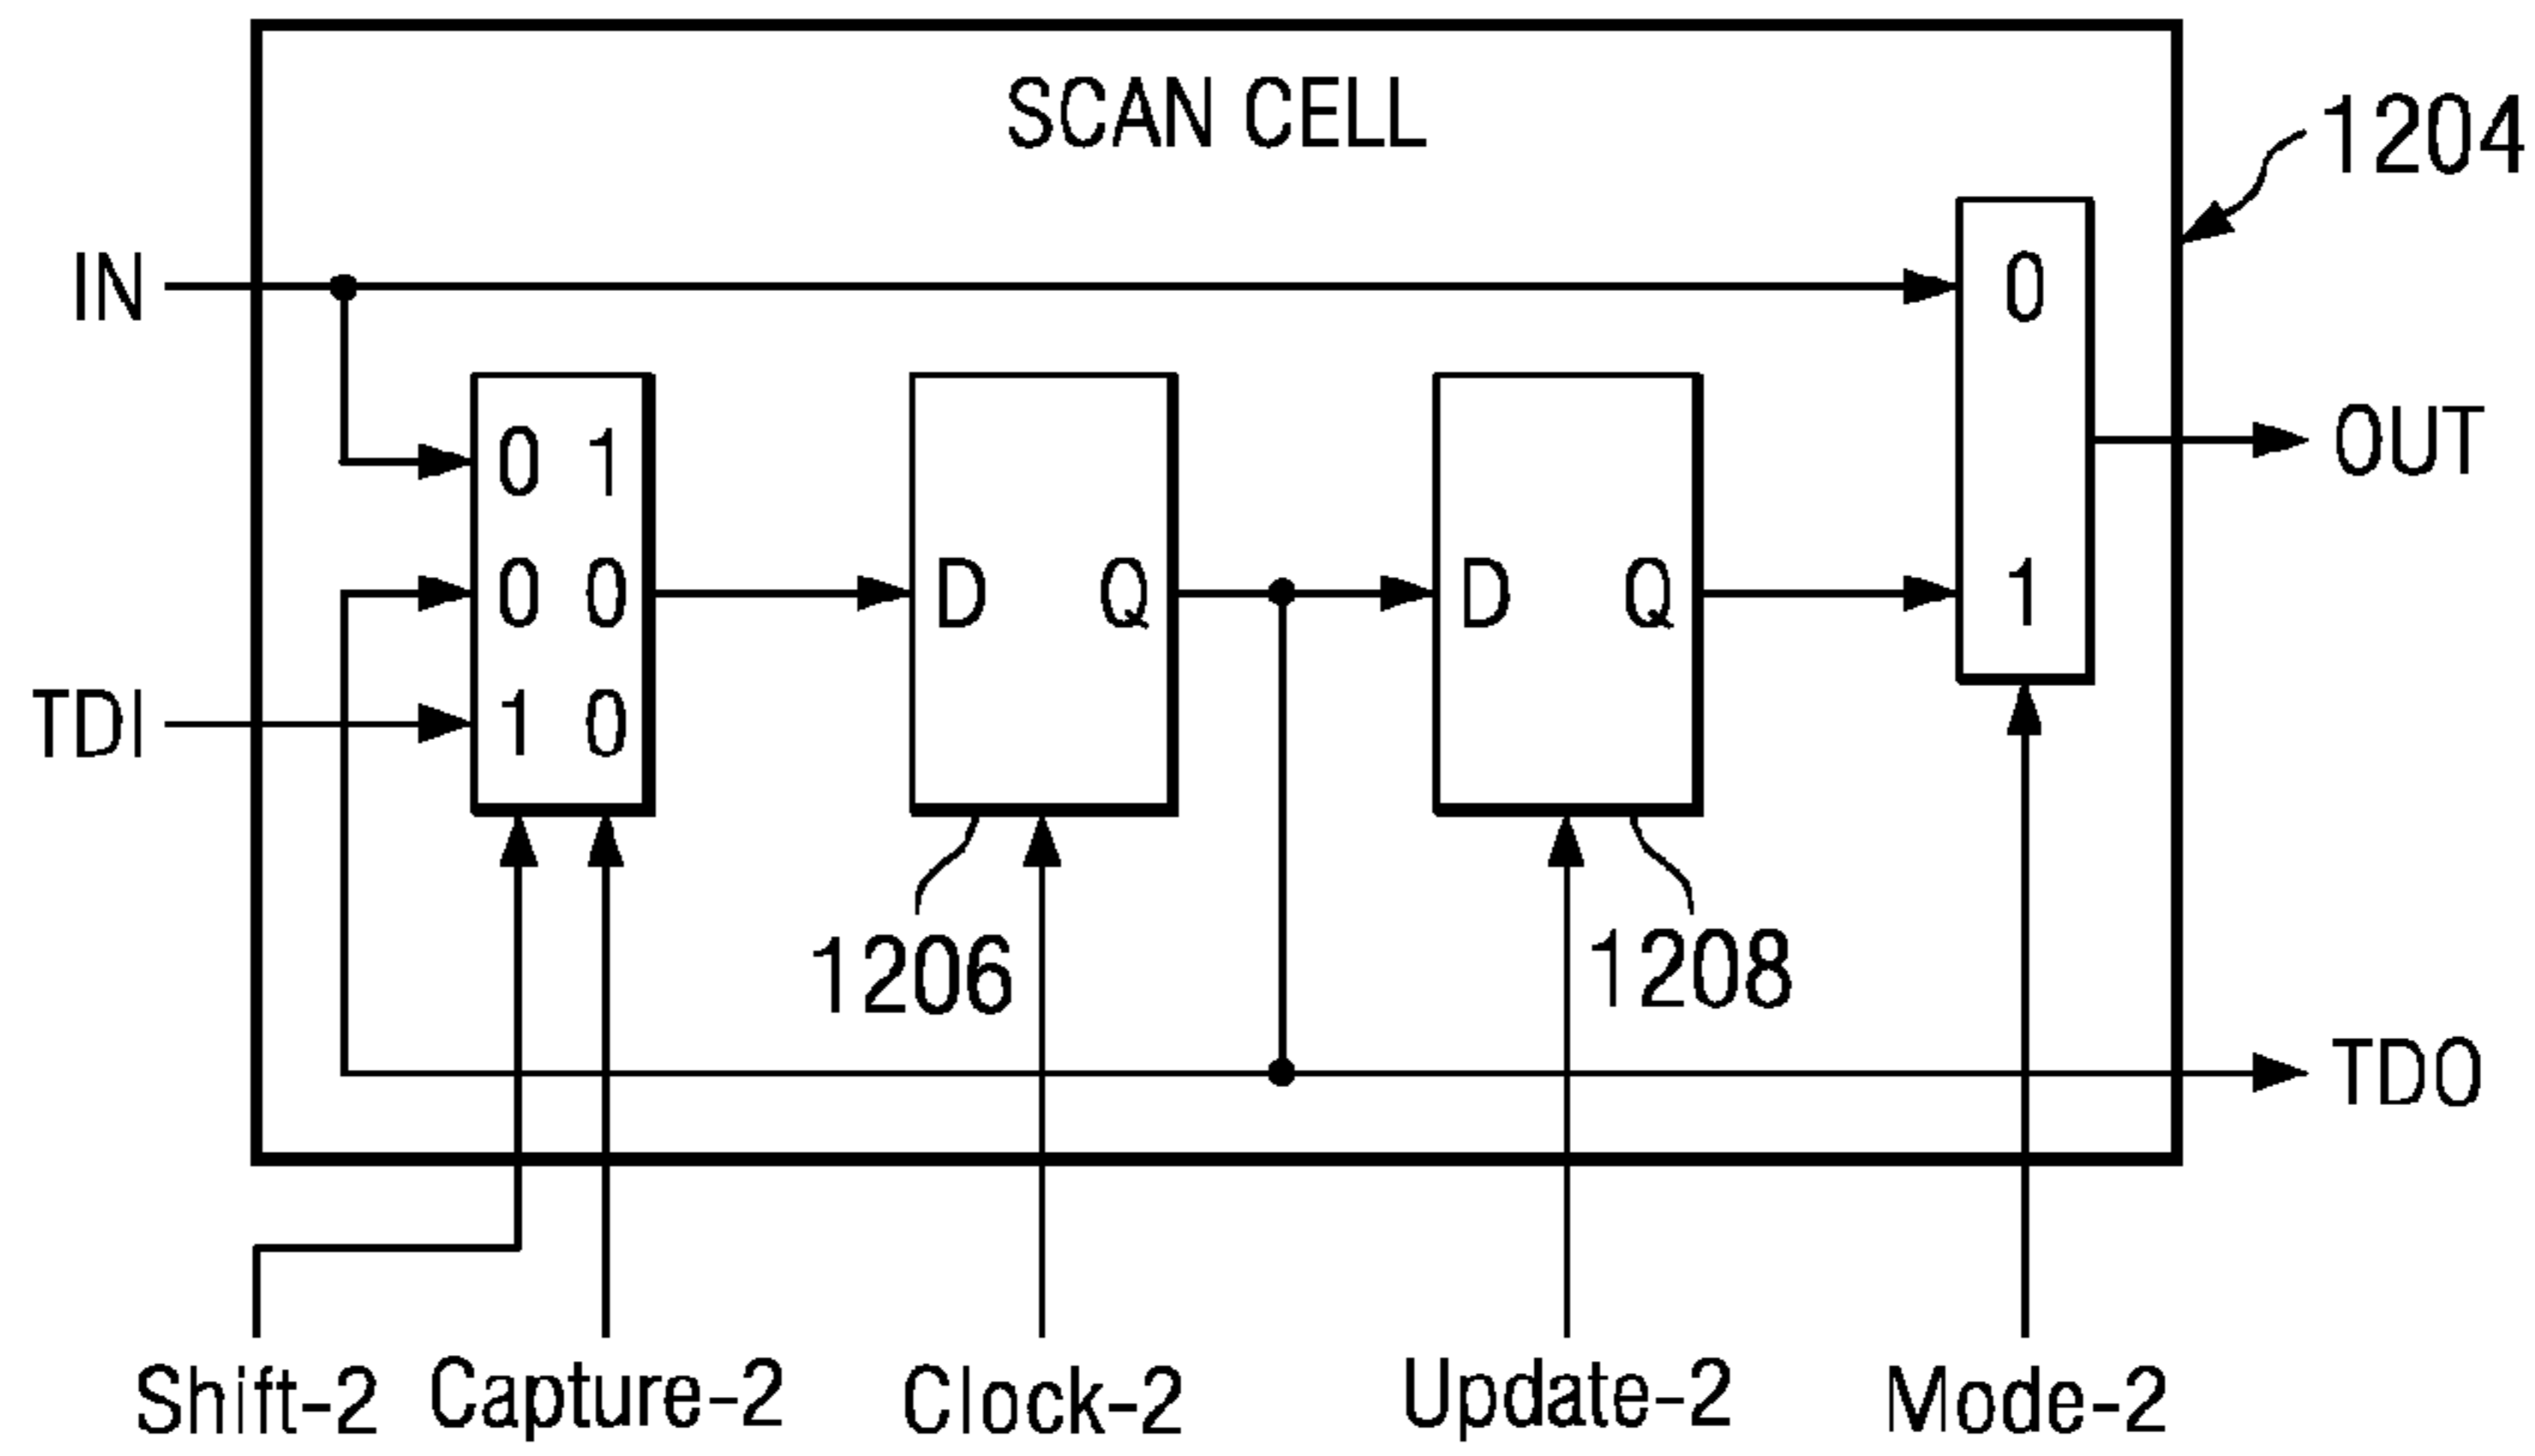 SCAN CELL
1204
IN
0
0 1
OUT
0 0
D Q
D Q
1
TDI
1 0
1206
1208
TDO
Shift-2 Capture-2 Clock-2 Update-2 Mode-2